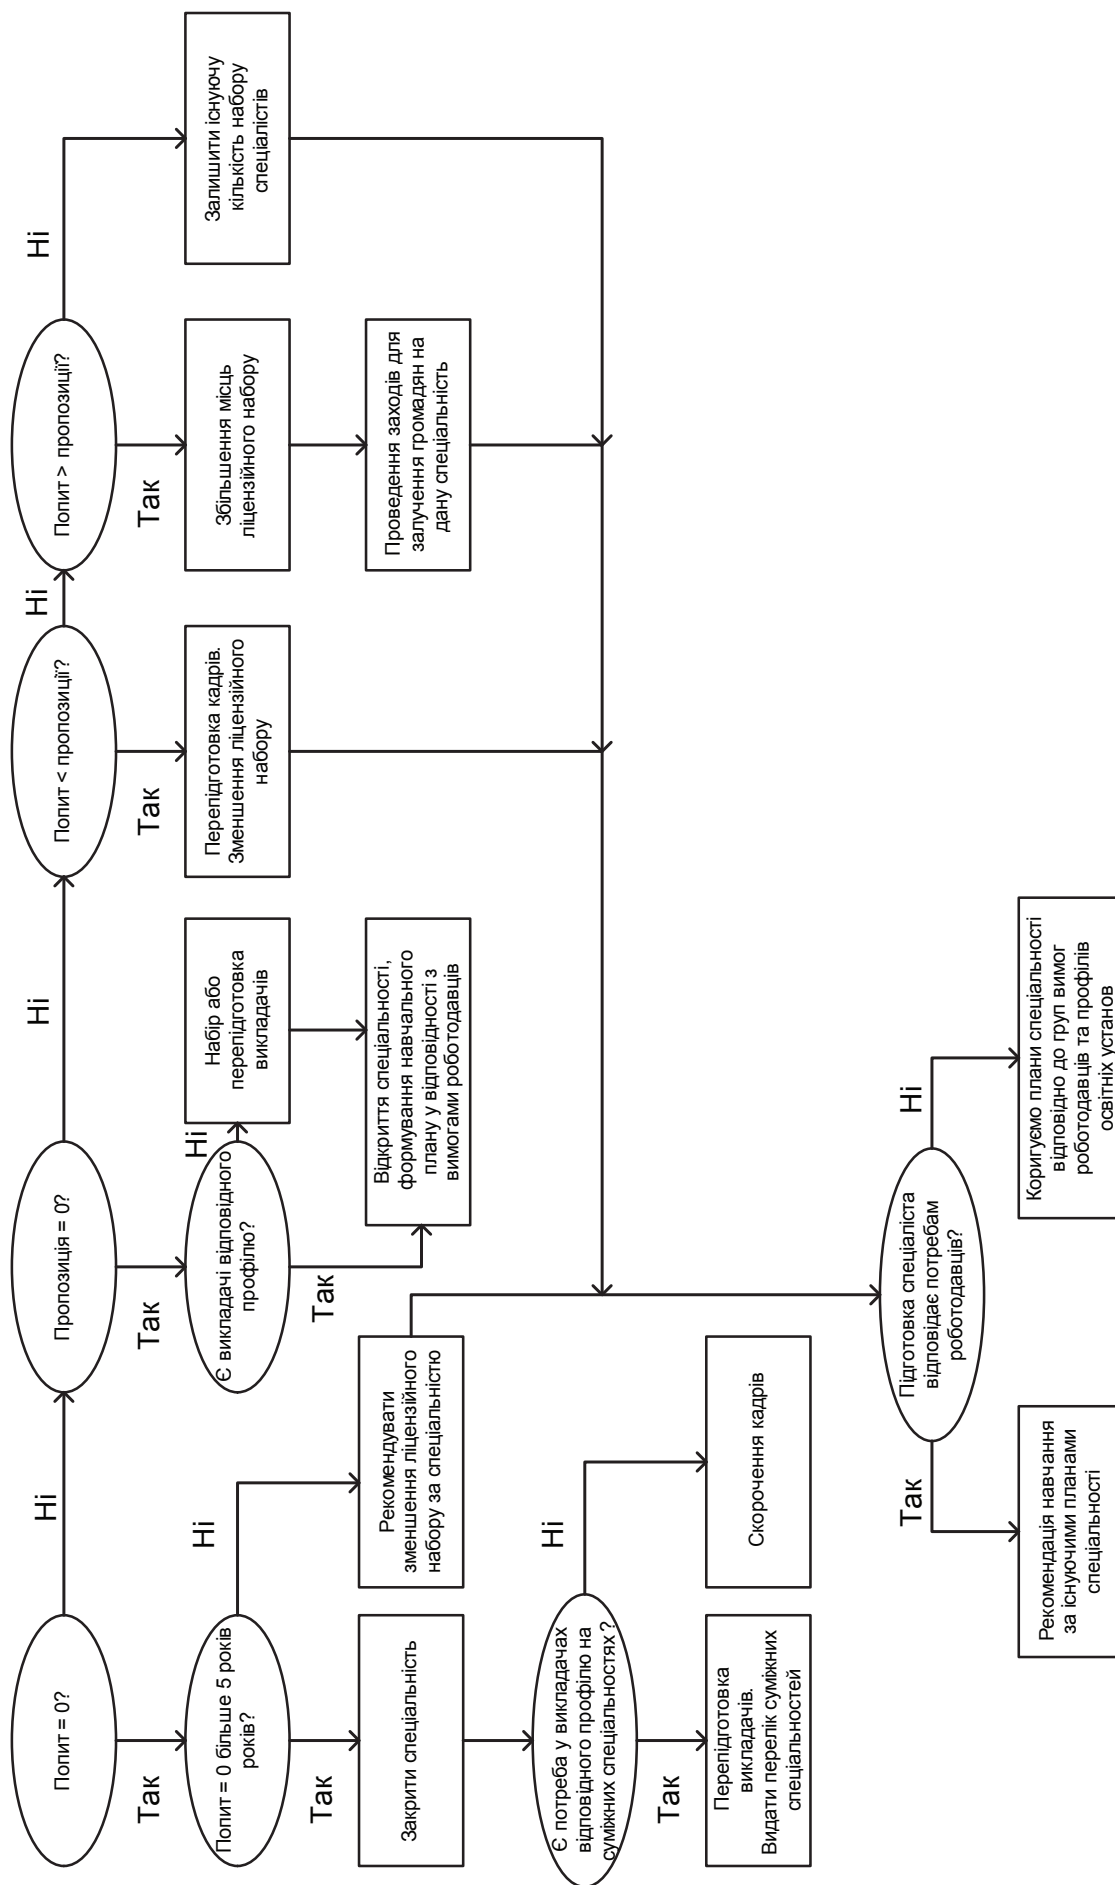 Попит = 0?
Ні
Пропозиція = 0?
Ні
Попит < пропозиції?
Ні
Попит > пропозиції?
Ні
Так
Так
Так
Так
Попит = 0 більше 5 років
років?
Ні
Є викладачі відповідного
профілю?
Ні
Набір або
перепідготовка
викладачів
Перепідготовка кадрів.
Зменшення ліцензійного
набору
Збільшення місць
ліцензійного набору
Залишити існуючу
кількість набору
спеціалістів
Так
Так
Закрити спеціальність
Рекомендувати
зменшення ліцензійного
набору за спеціальністю
Відкриття спеціальності,
формування навчального
плану у відповідності з
вимогами роботодавців
Проведення заходів для
залучення громадян на
дану спеціальність
Є потреба у викладачах
відповідного профілю на
суміжних спеціальностях?
Ні
Так
Перепідготовка
викладачів.
Видати перелік суміжних
спеціальностей
Скорочення кадрів
Підготовка спеціаліста
відповідає потребам
роботодавців?
Так
Ні
Рекомендація навчання
за існуючими планами
спеціальності
Коригуємо плани спеціальності
відповідно до груп вимог
роботодавців та профілів
освітніх установ